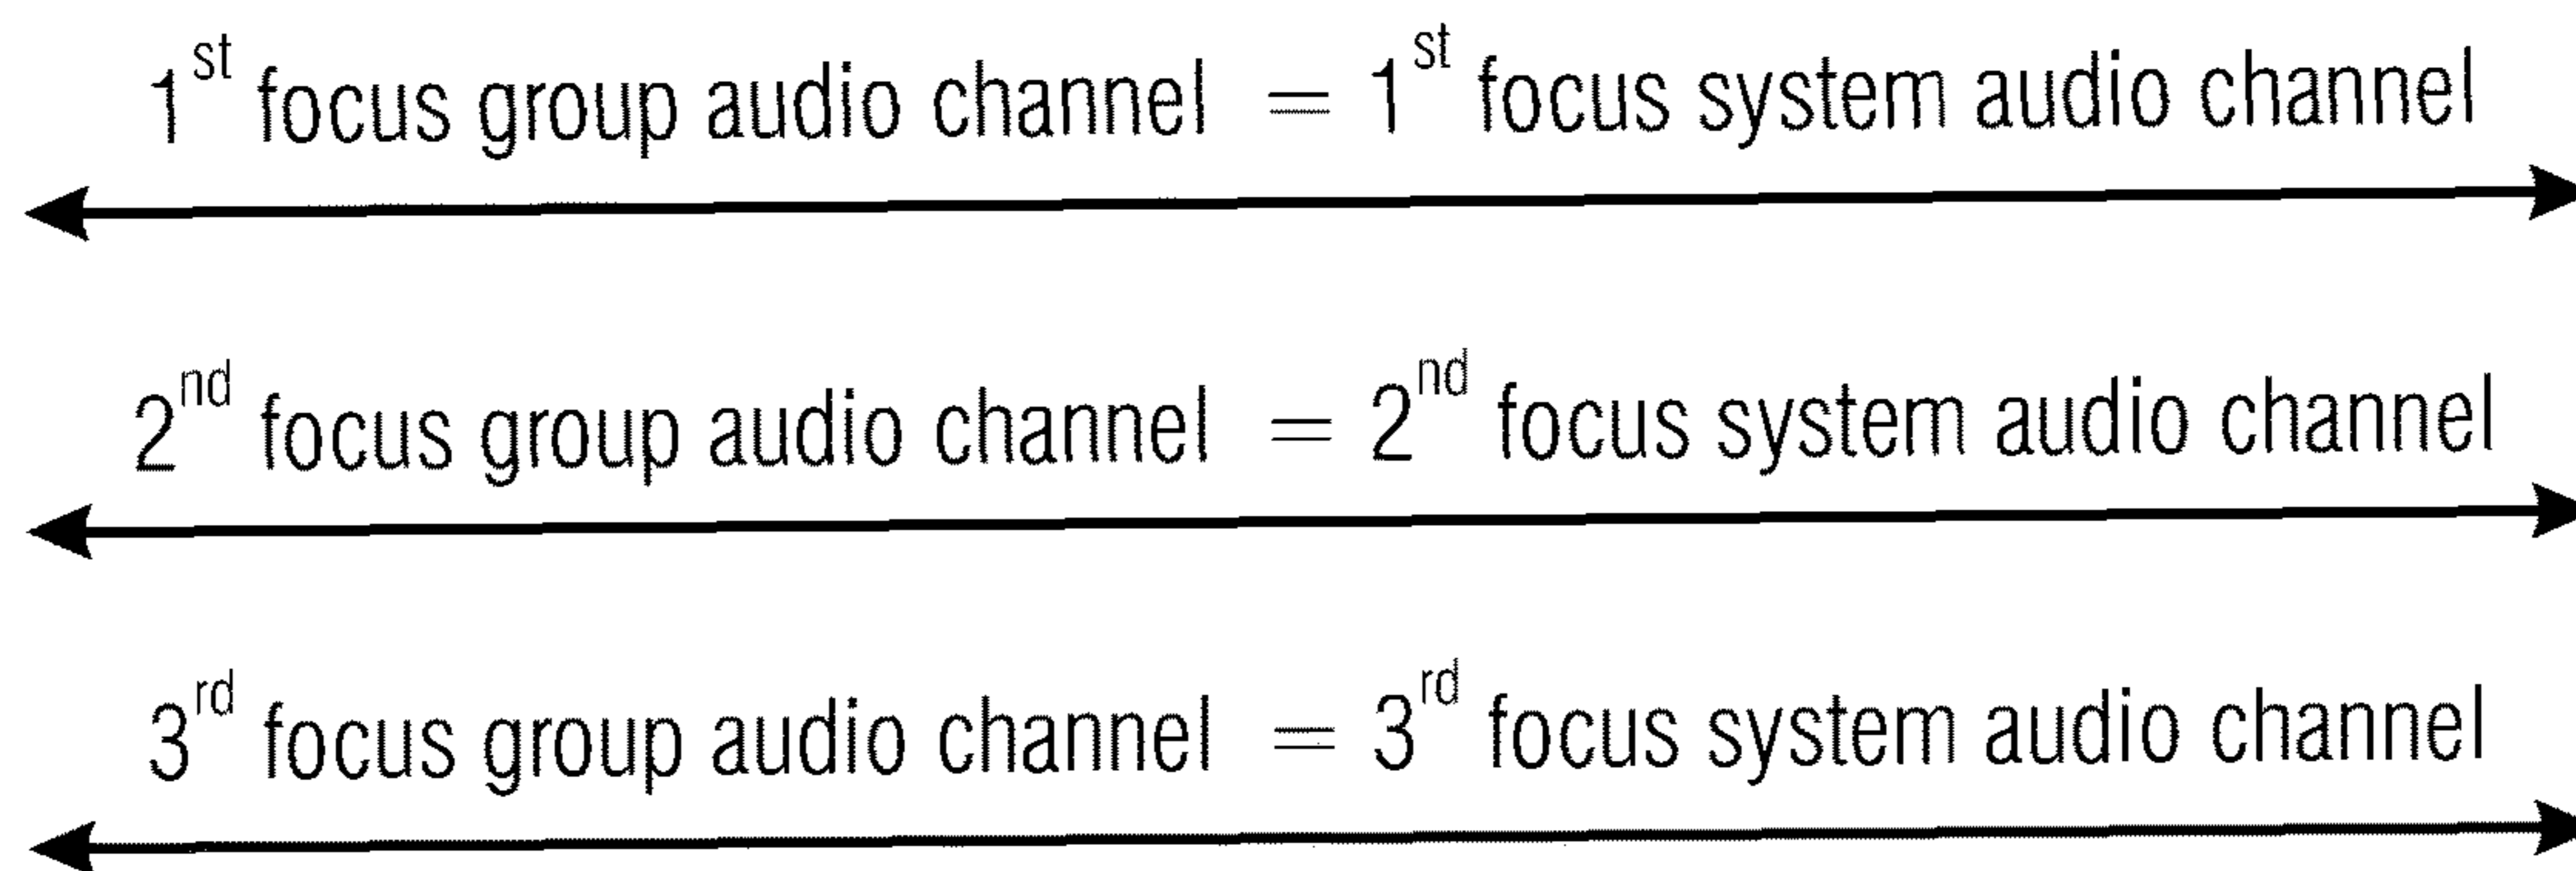 1st focus group audio channel = 1st focus system audio channel
2nd focus group audio channel = 2nd focus system audio channel
3rd focus group audio channel = 3rd focus system audio channel